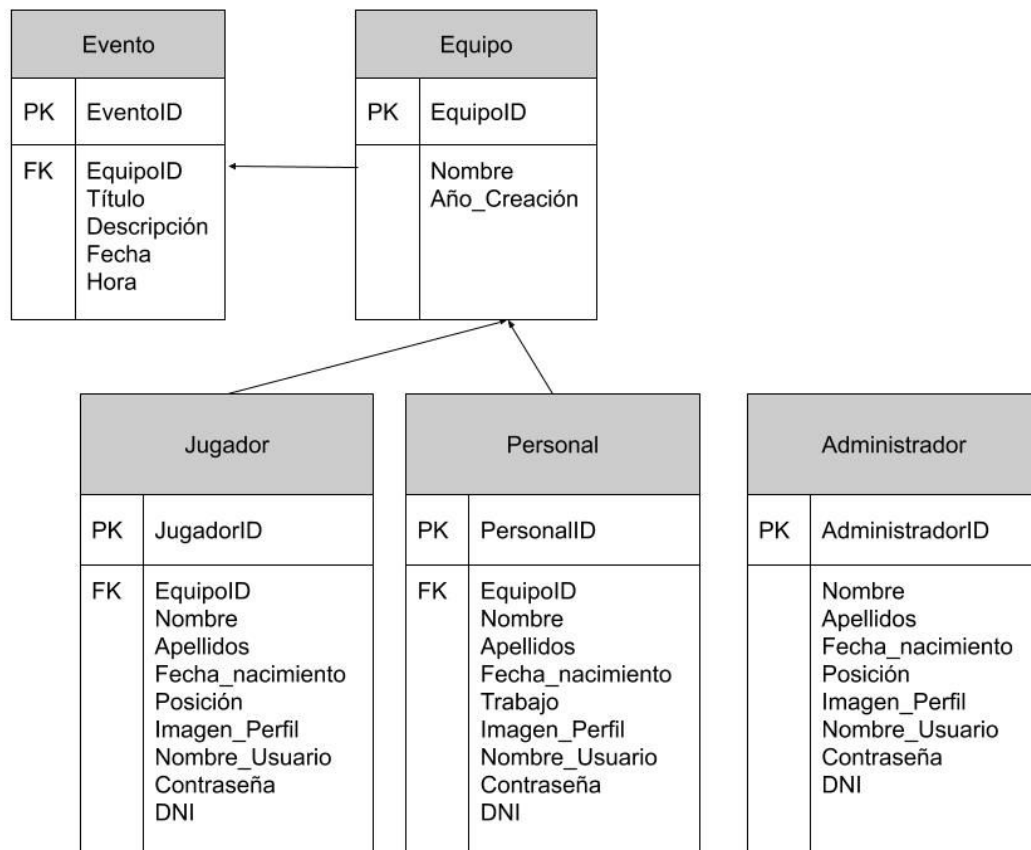 Evento
PK EventoID
FK EquipoID
Título
Descripción
Fecha
Hora
Equipo
PK EquipoID
Nombre
Año_Creación
Jugador
PK JugadorID
FK EquipoID
Nombre
Apellidos
Fecha_nacimiento
Posición
Imagen_Perfil
Nombre_Usuario
Contraseña
DNI
Personal
PK PersonalID
FK EquipoID
Nombre
Apellidos
Fecha_nacimiento
Trabajo
Imagen_Perfil
Nombre_Usuario
Contraseña
DNI
Administrador
PK AdministradorID
Nombre
Apellidos
Fecha_nacimiento
Posición
Imagen_Perfil
Nombre_Usuario
Contraseña
DNI